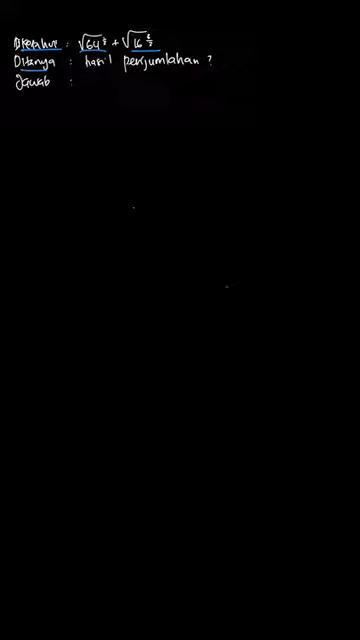 Diketahui : √64 + √16
Ditanya : hasil penjumlahan ?
Jawab :